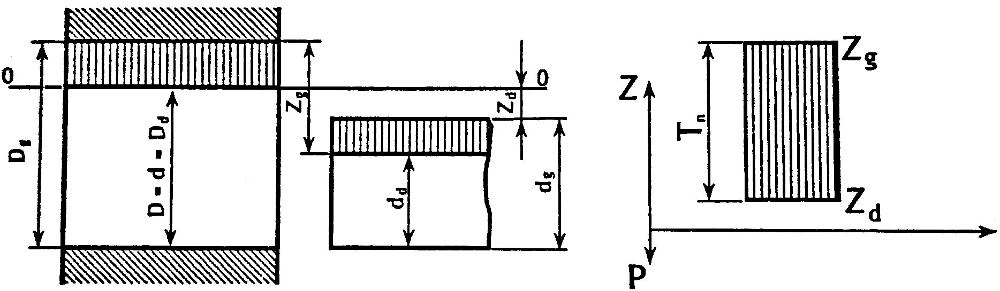 0
D_g
D = d = D_d
Z_g
Z_d
0
d_d
d_g
Z
P
T_n
Z_g
Z_d